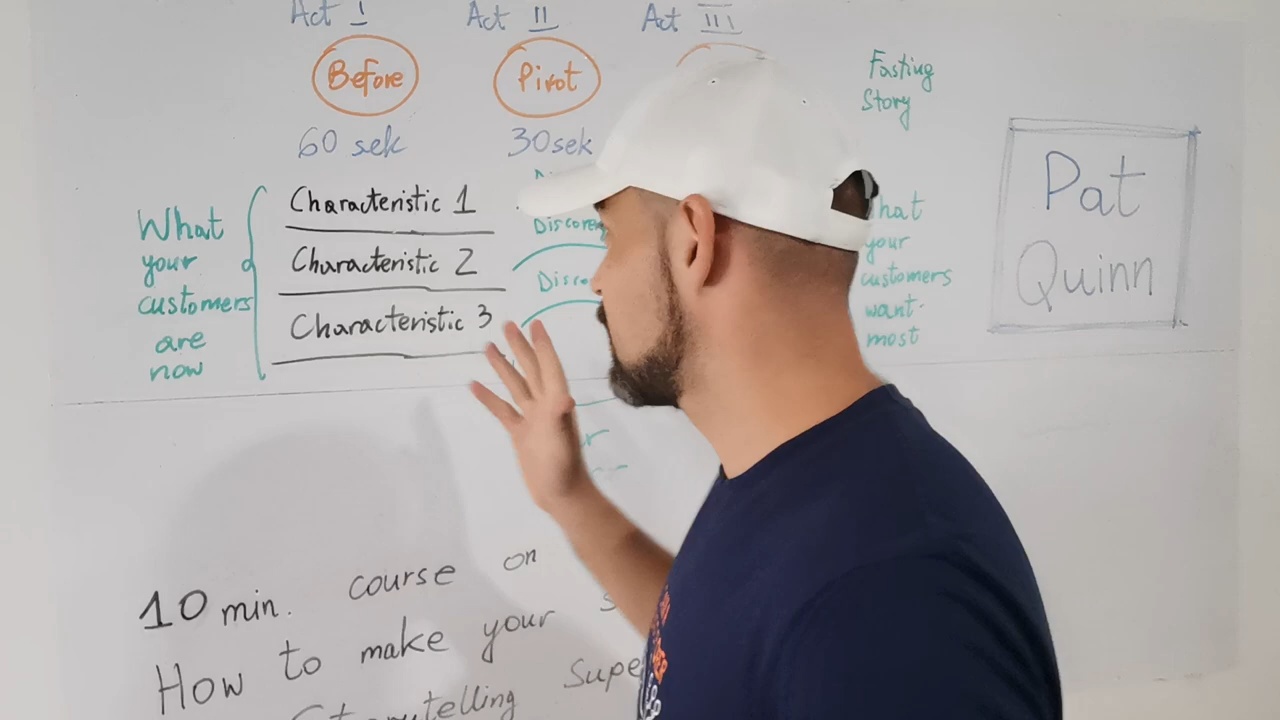 Act I Act II Act III
Before Pivot
60 sek 30 sek
Fasting
Story
What
your
customers
are
now
Characteristic 1
Characteristic 2
Characteristic 3
your
customers
want
most
Pat
Quinn
10 min. course on
How to make your
Storytelling